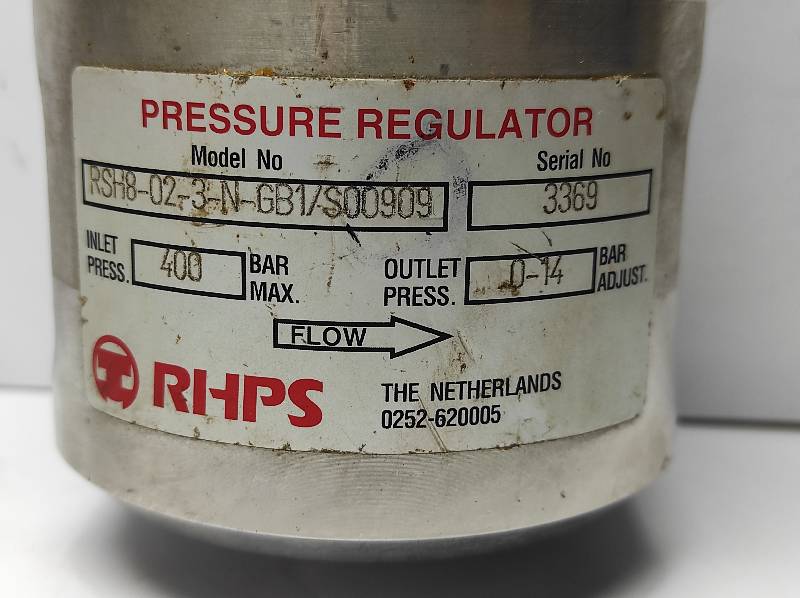 PRESSURE REGULATOR
Model No Serial No
RSH8-02-3-N-GB1/S00909 3369
INLET PRESS. 400 BAR MAX. OUTLET PRESS. 0-14 BAR ADJUST.
FLOW
RHPS THE NETHERLANDS
0252-620005